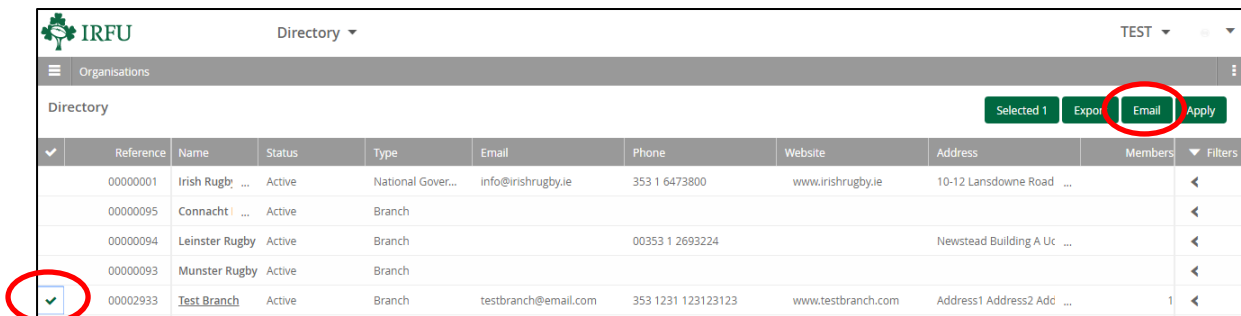 IRFU Directory TEST
Organisations
Directory Selected 1 Expor Email Apply
Reference Name Status Type Email Phone Website Address Members Filters
00000001 Irish Rugby ... Active National Gover... info@irishrugby.ie 353 1 6473800 www.irishrugby.ie 10-12 Lansdowne Road ...
00000095 Connacht ... Active Branch
00000094 Leinster Rugby Active Branch 00353 1 2693224 Newstead Building A Uc ...
00000093 Munster Rugby Active Branch
00002933 Test Branch Active Branch testbranch@email.com 353 1231 123123123 www.testbranch.com Address1 Address2 Add ... 1